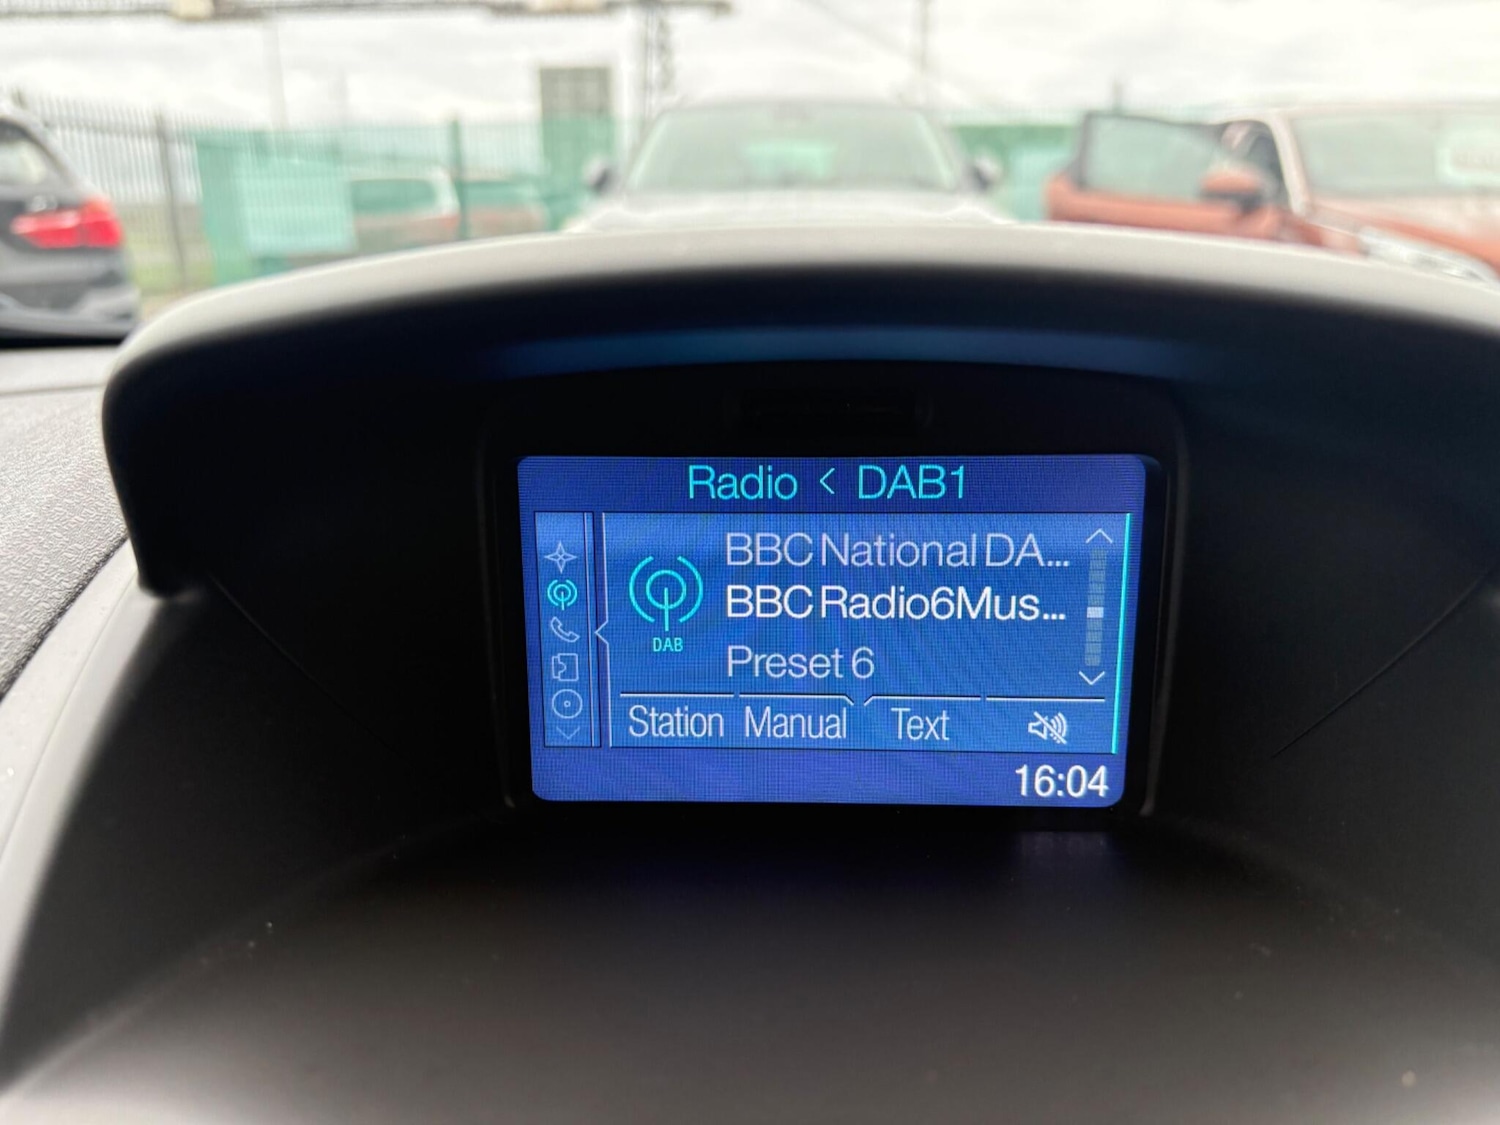 Radio < DAB1
BBC National DA...
BBC Radio6Mus...
DAB
Preset 6
Station Manual Text
16:04